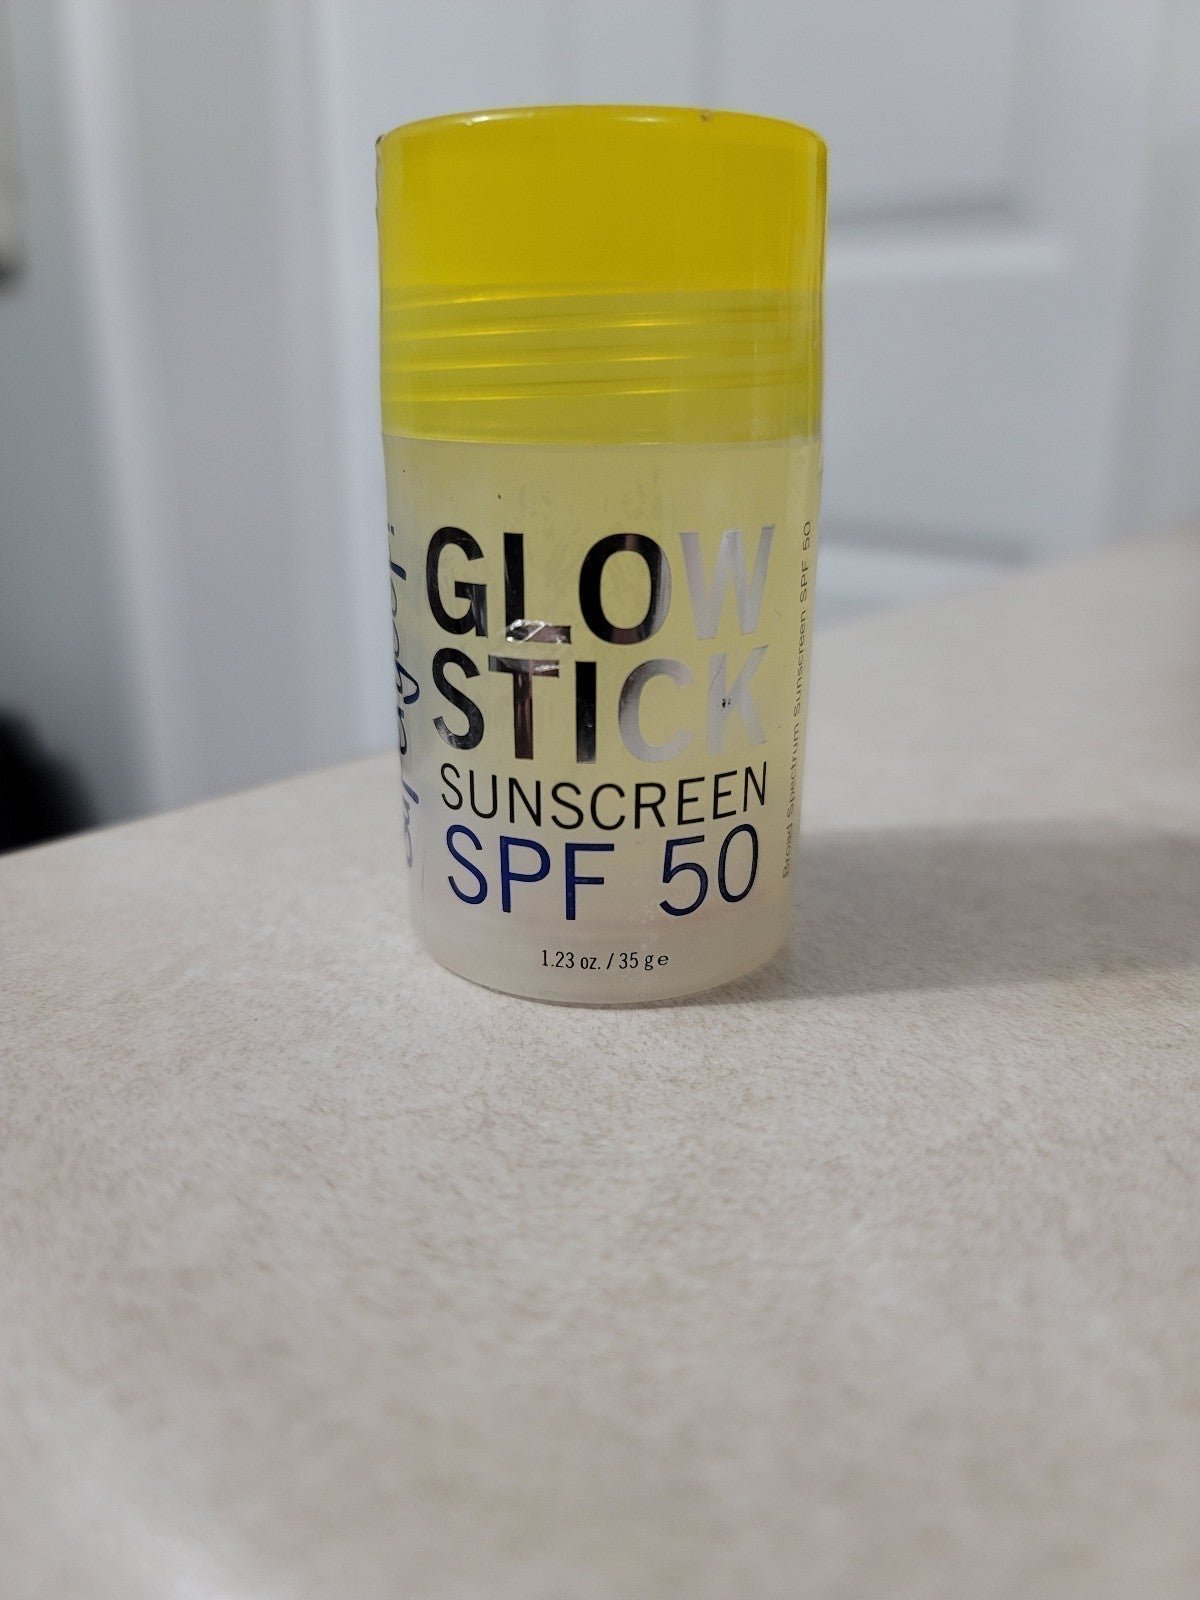 GLOW
STICK
SUNSCREEN
SPF 50
1.23 oz. / 35 g e
Broad Spectrum Sunscreen SPF 50